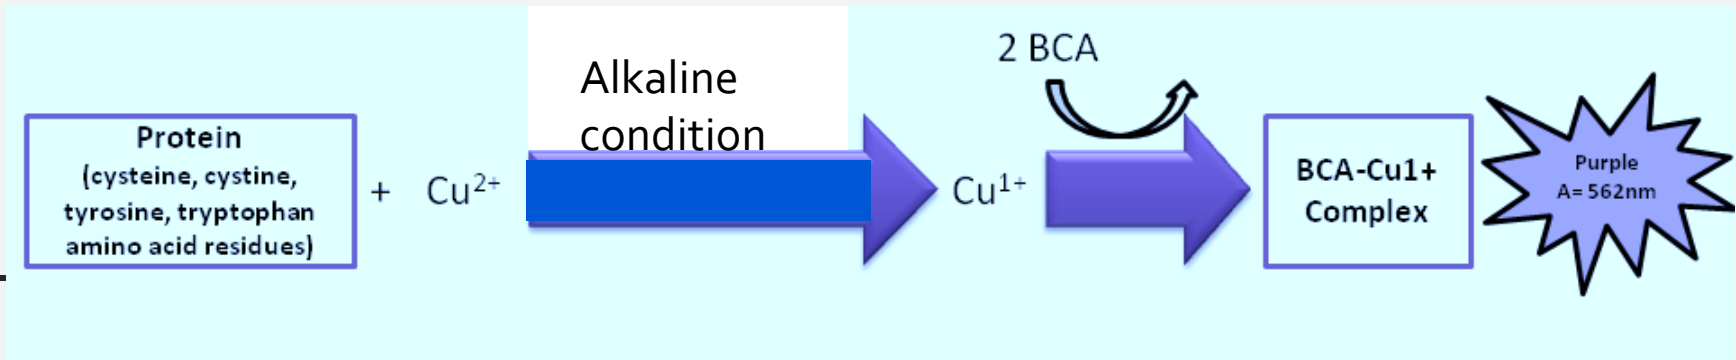 2 BCA
Alkaline
condition
Protein
(cysteine, cystine,
tyrosine, tryptophan
amino acid residues)
+ Cu²⁺
Cu¹⁺
BCA-Cu1+
Complex
Purple
A= 562nm